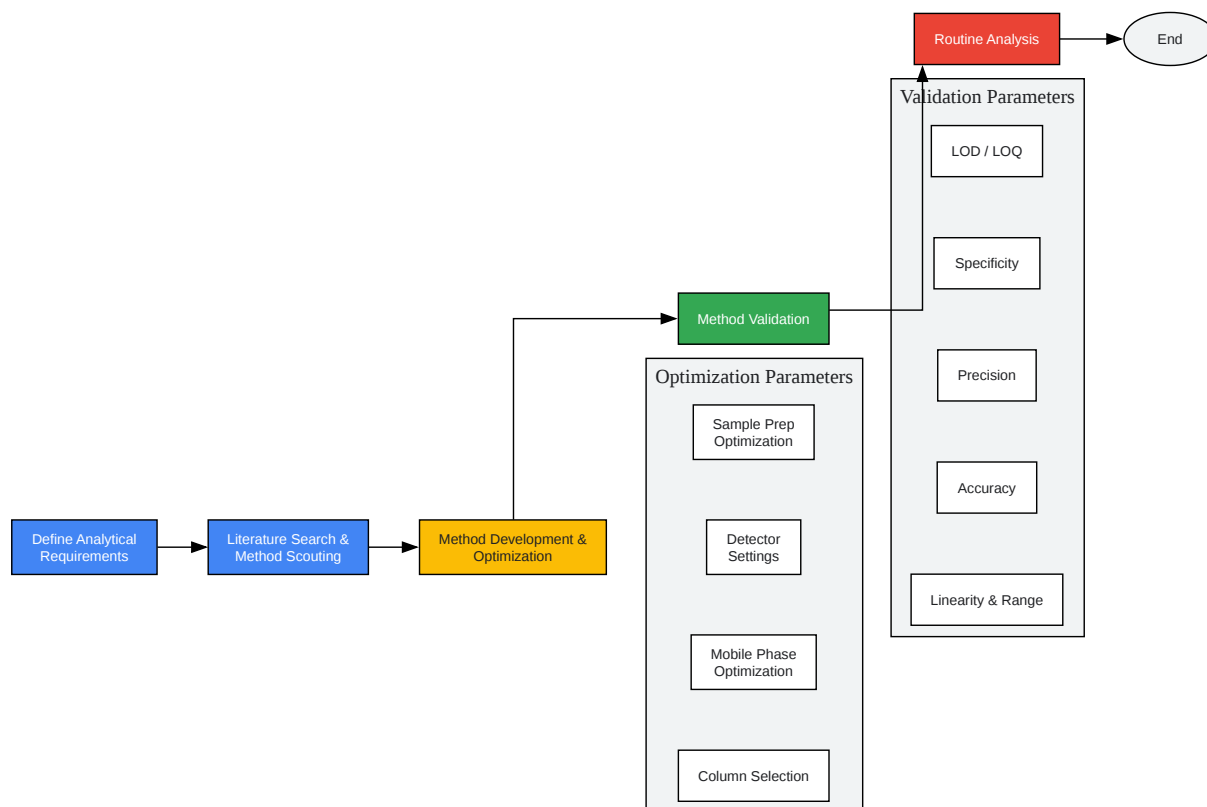 Routine Analysis
End
Validation Parameters
LOD / LOQ
Specificity
Method Validation
Precision
Optimization Parameters
Sample Prep
Optimization
Accuracy
Define Analytical
Requirements
Literature Search &
Method Scouting
Method Development &
Optimization
Detector
Settings
Linearity & Range
Mobile Phase
Optimization
Column Selection